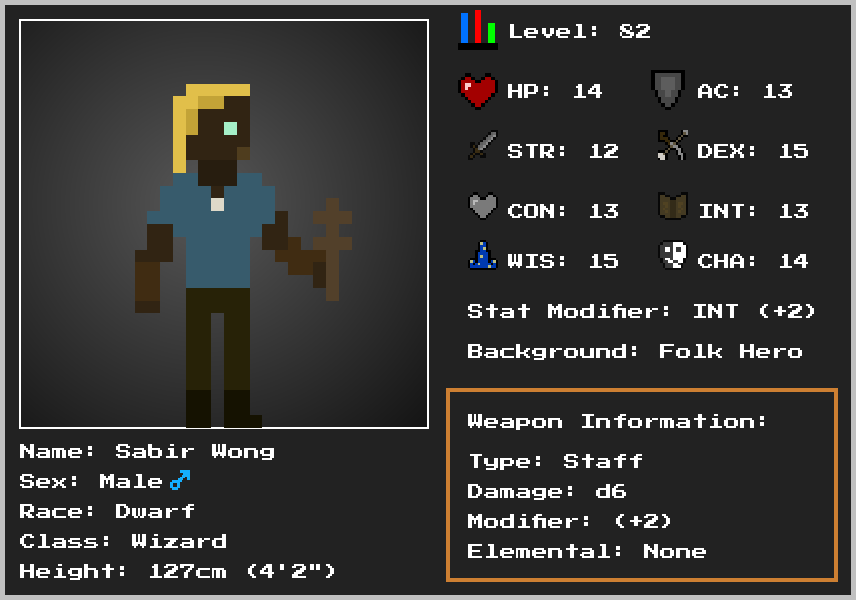 Level: 82
HP: 14
AC: 13
STR: 12
DEX: 15
CON: 13
INT: 13
WIS: 15
CHA: 14
Stat Modifier: INT (+2)
Background: Folk Hero
Weapon Information:
Type: Staff
Damage: d6
Modifier: (+2)
Elemental: None
Name: Sabir Wong
Sex: Male♂
Race: Dwarf
Class: Wizard
Height: 127cm (4'2")